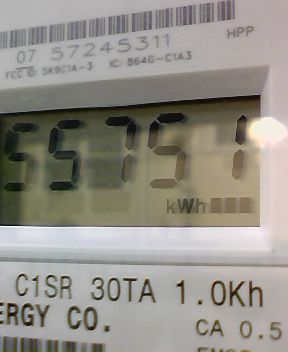 HPP
07 57245311
FCC ID: SK9C1A-3 IC: 864G-C1A3
55751
kWh
C1SR 30TA 1.0Kh
ERGY CO.
CA 0.5